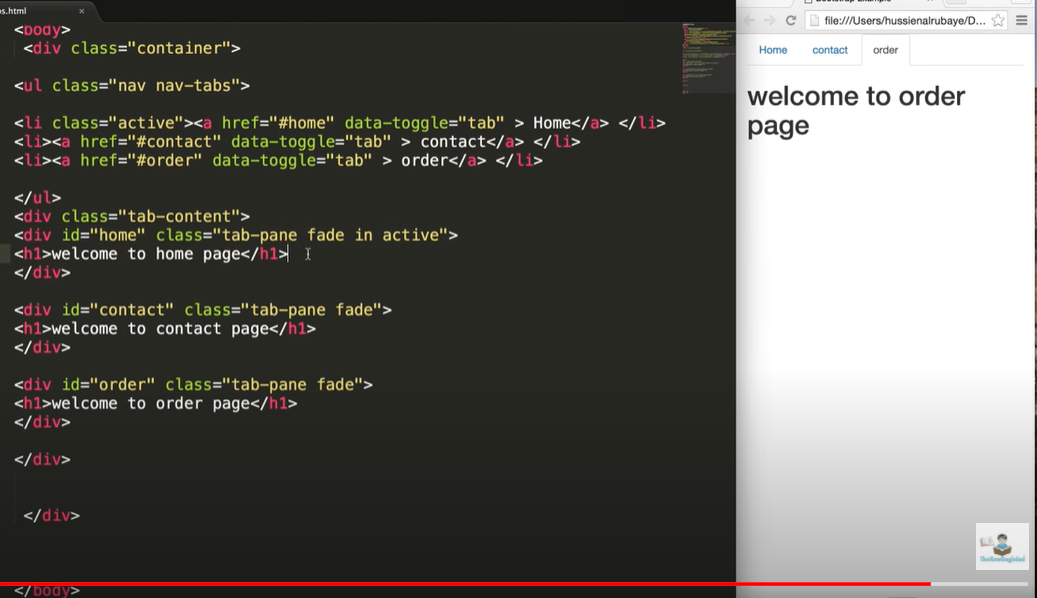 s.html ×
<body>
<div class="container">
<ul class="nav nav-tabs">
<li class="active"><a href="#home" data-toggle="tab" > Home</a> </li>
<li><a href="#contact" data-toggle="tab" > contact</a> </li>
<li><a href="#order" data-toggle="tab" > order</a> </li>
</ul>
<div class="tab-content">
<div id="home" class="tab-pane fade in active">
<h1>welcome to home page</h1>
</div>
<div id="contact" class="tab-pane fade">
<h1>welcome to contact page</h1>
</div>
<div id="order" class="tab-pane fade">
<h1>welcome to order page</h1>
</div>
</div>
</div>
</body>
Bootstrap Example
file:///Users/hussienalrubaye/D...
Home contact order
welcome to order
page